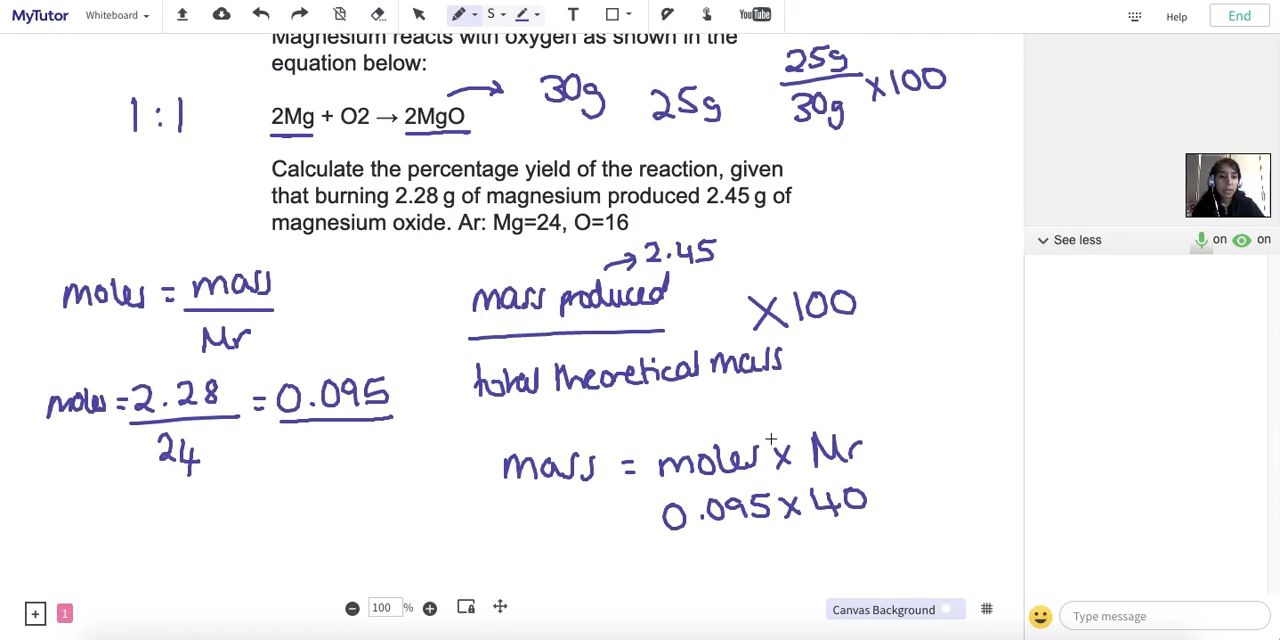 MyTutor Whiteboard S T YouTube Help End
Magnesium reacts with oxygen as shown in the
equation below:
30g 25g 25g
30g ×100
1 : 1
2Mg + O2 → 2MgO
Calculate the percentage yield of the reaction, given
that burning 2.28 g of magnesium produced 2.45 g of
magnesium oxide. Ar: Mg=24, O=16
See less on on
→ 2.45
moles = mass
Mr
mass produced
total theoretical mass
×100
moles = 2.28
24
= 0.095
mass = moles × Mr
0.095 × 40
+ 1
100 %
Canvas Background
Type message